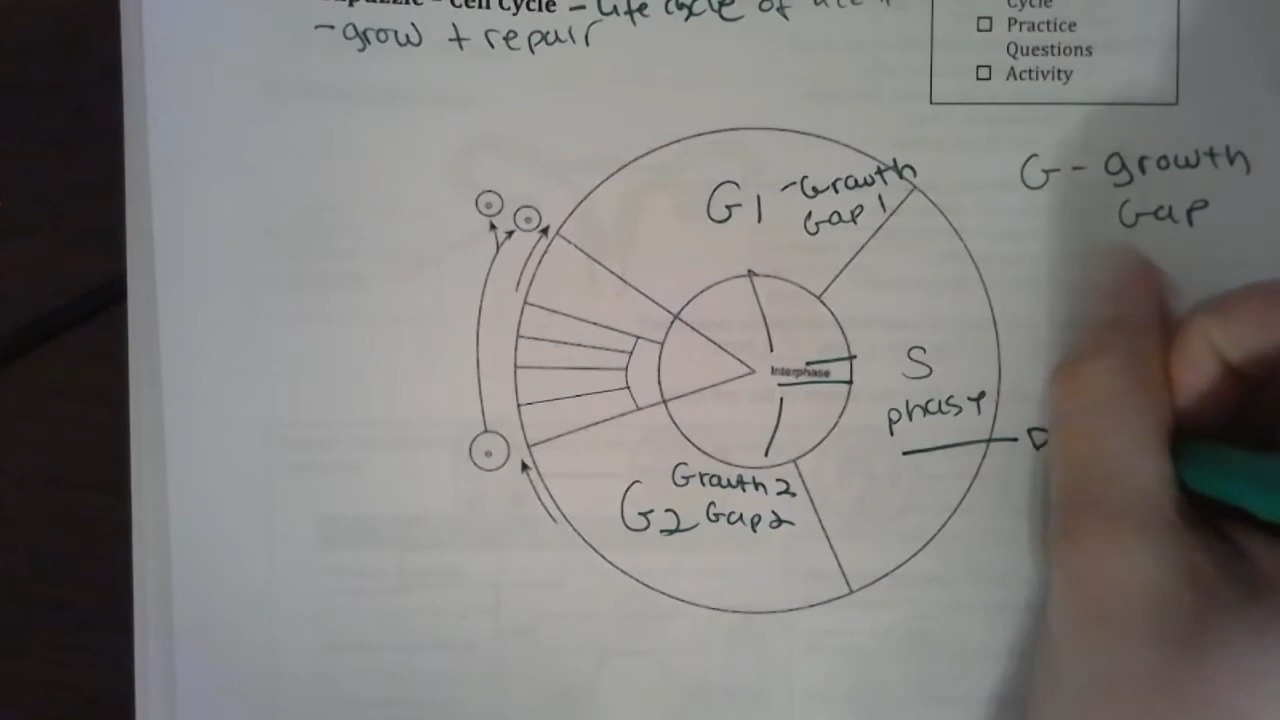 Cell Cycle - Life cycle of a
- grow + repair
Cycle
Practice
Questions
Activity
G1 - Growth
Gap 1
G - growth
Gap
Interphase
S
phase
D
Growth 2
G2 Gap 2